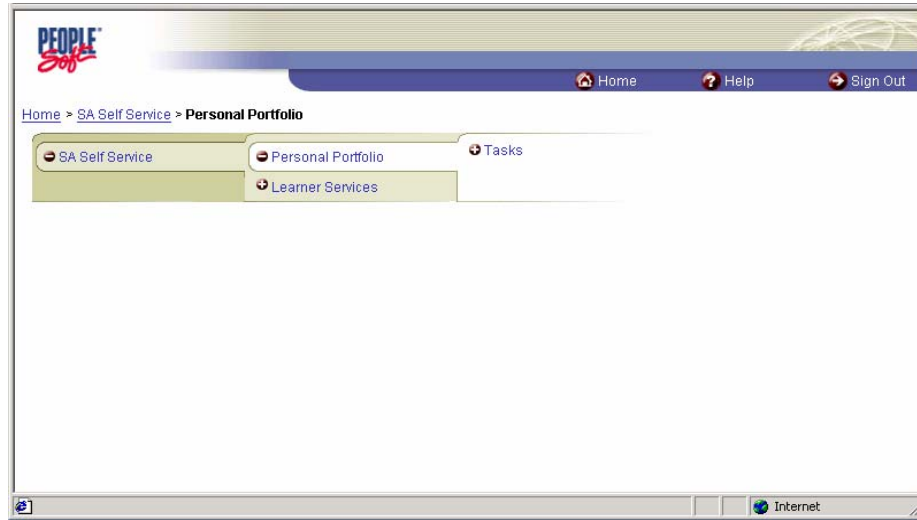 PEOPLE
Soft
Home Help Sign Out
Home > SA Self Service > Personal Portfolio
SA Self Service Personal Portfolio Tasks
Learner Services
Internet